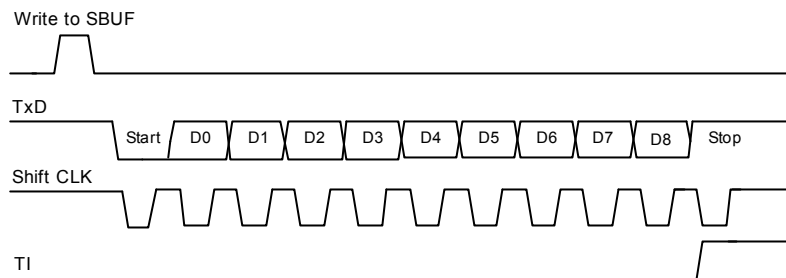 Write to SBUF
TxD
Start D0 D1 D2 D3 D4 D5 D6 D7 D8 Stop
Shift CLK
TI